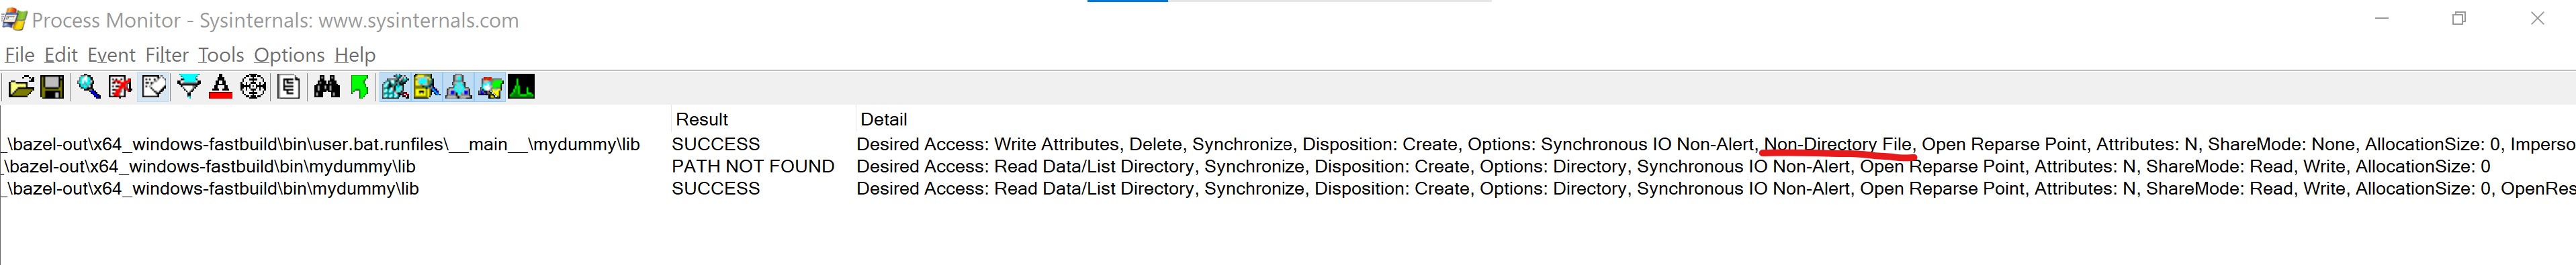 Process Monitor - Sysinternals: www.sysinternals.com
File Edit Event Filter Tools Options Help
Result Detail
_\bazel-out\x64_windows-fastbuild\bin\user.bat.runfiles\__main__\mydummy\lib SUCCESS Desired Access: Write Attributes, Delete, Synchronize, Disposition: Create, Options: Synchronous IO Non-Alert, Non-Directory File, Open Reparse Point, Attributes: N, ShareMode: None, AllocationSize: 0, Imperso
_\bazel-out\x64_windows-fastbuild\bin\mydummy\lib PATH NOT FOUND Desired Access: Read Data/List Directory, Synchronize, Disposition: Create, Options: Directory, Synchronous IO Non-Alert, Open Reparse Point, Attributes: N, ShareMode: Read, Write, AllocationSize: 0
_\bazel-out\x64_windows-fastbuild\bin\mydummy\lib SUCCESS Desired Access: Read Data/List Directory, Synchronize, Disposition: Create, Options: Directory, Synchronous IO Non-Alert, Open Reparse Point, Attributes: N, ShareMode: Read, Write, AllocationSize: 0, OpenRes